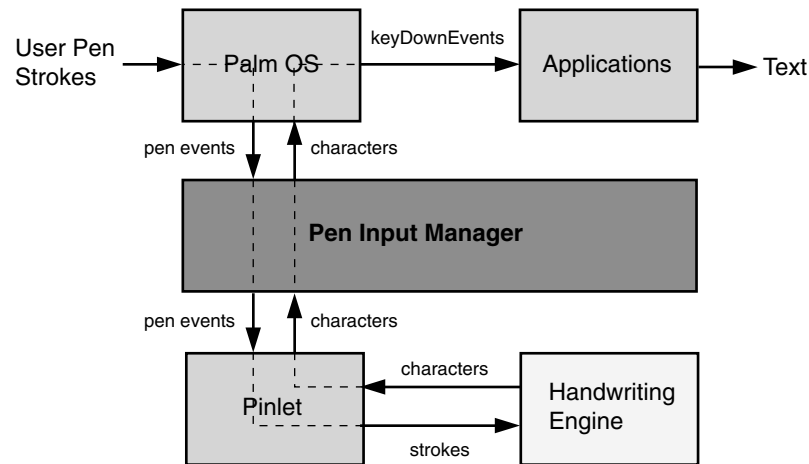 User Pen
Strokes
Palm OS
keyDownEvents
Applications
Text
pen events
characters
Pen Input Manager
pen events
characters
Pinlet
characters
strokes
Handwriting
Engine